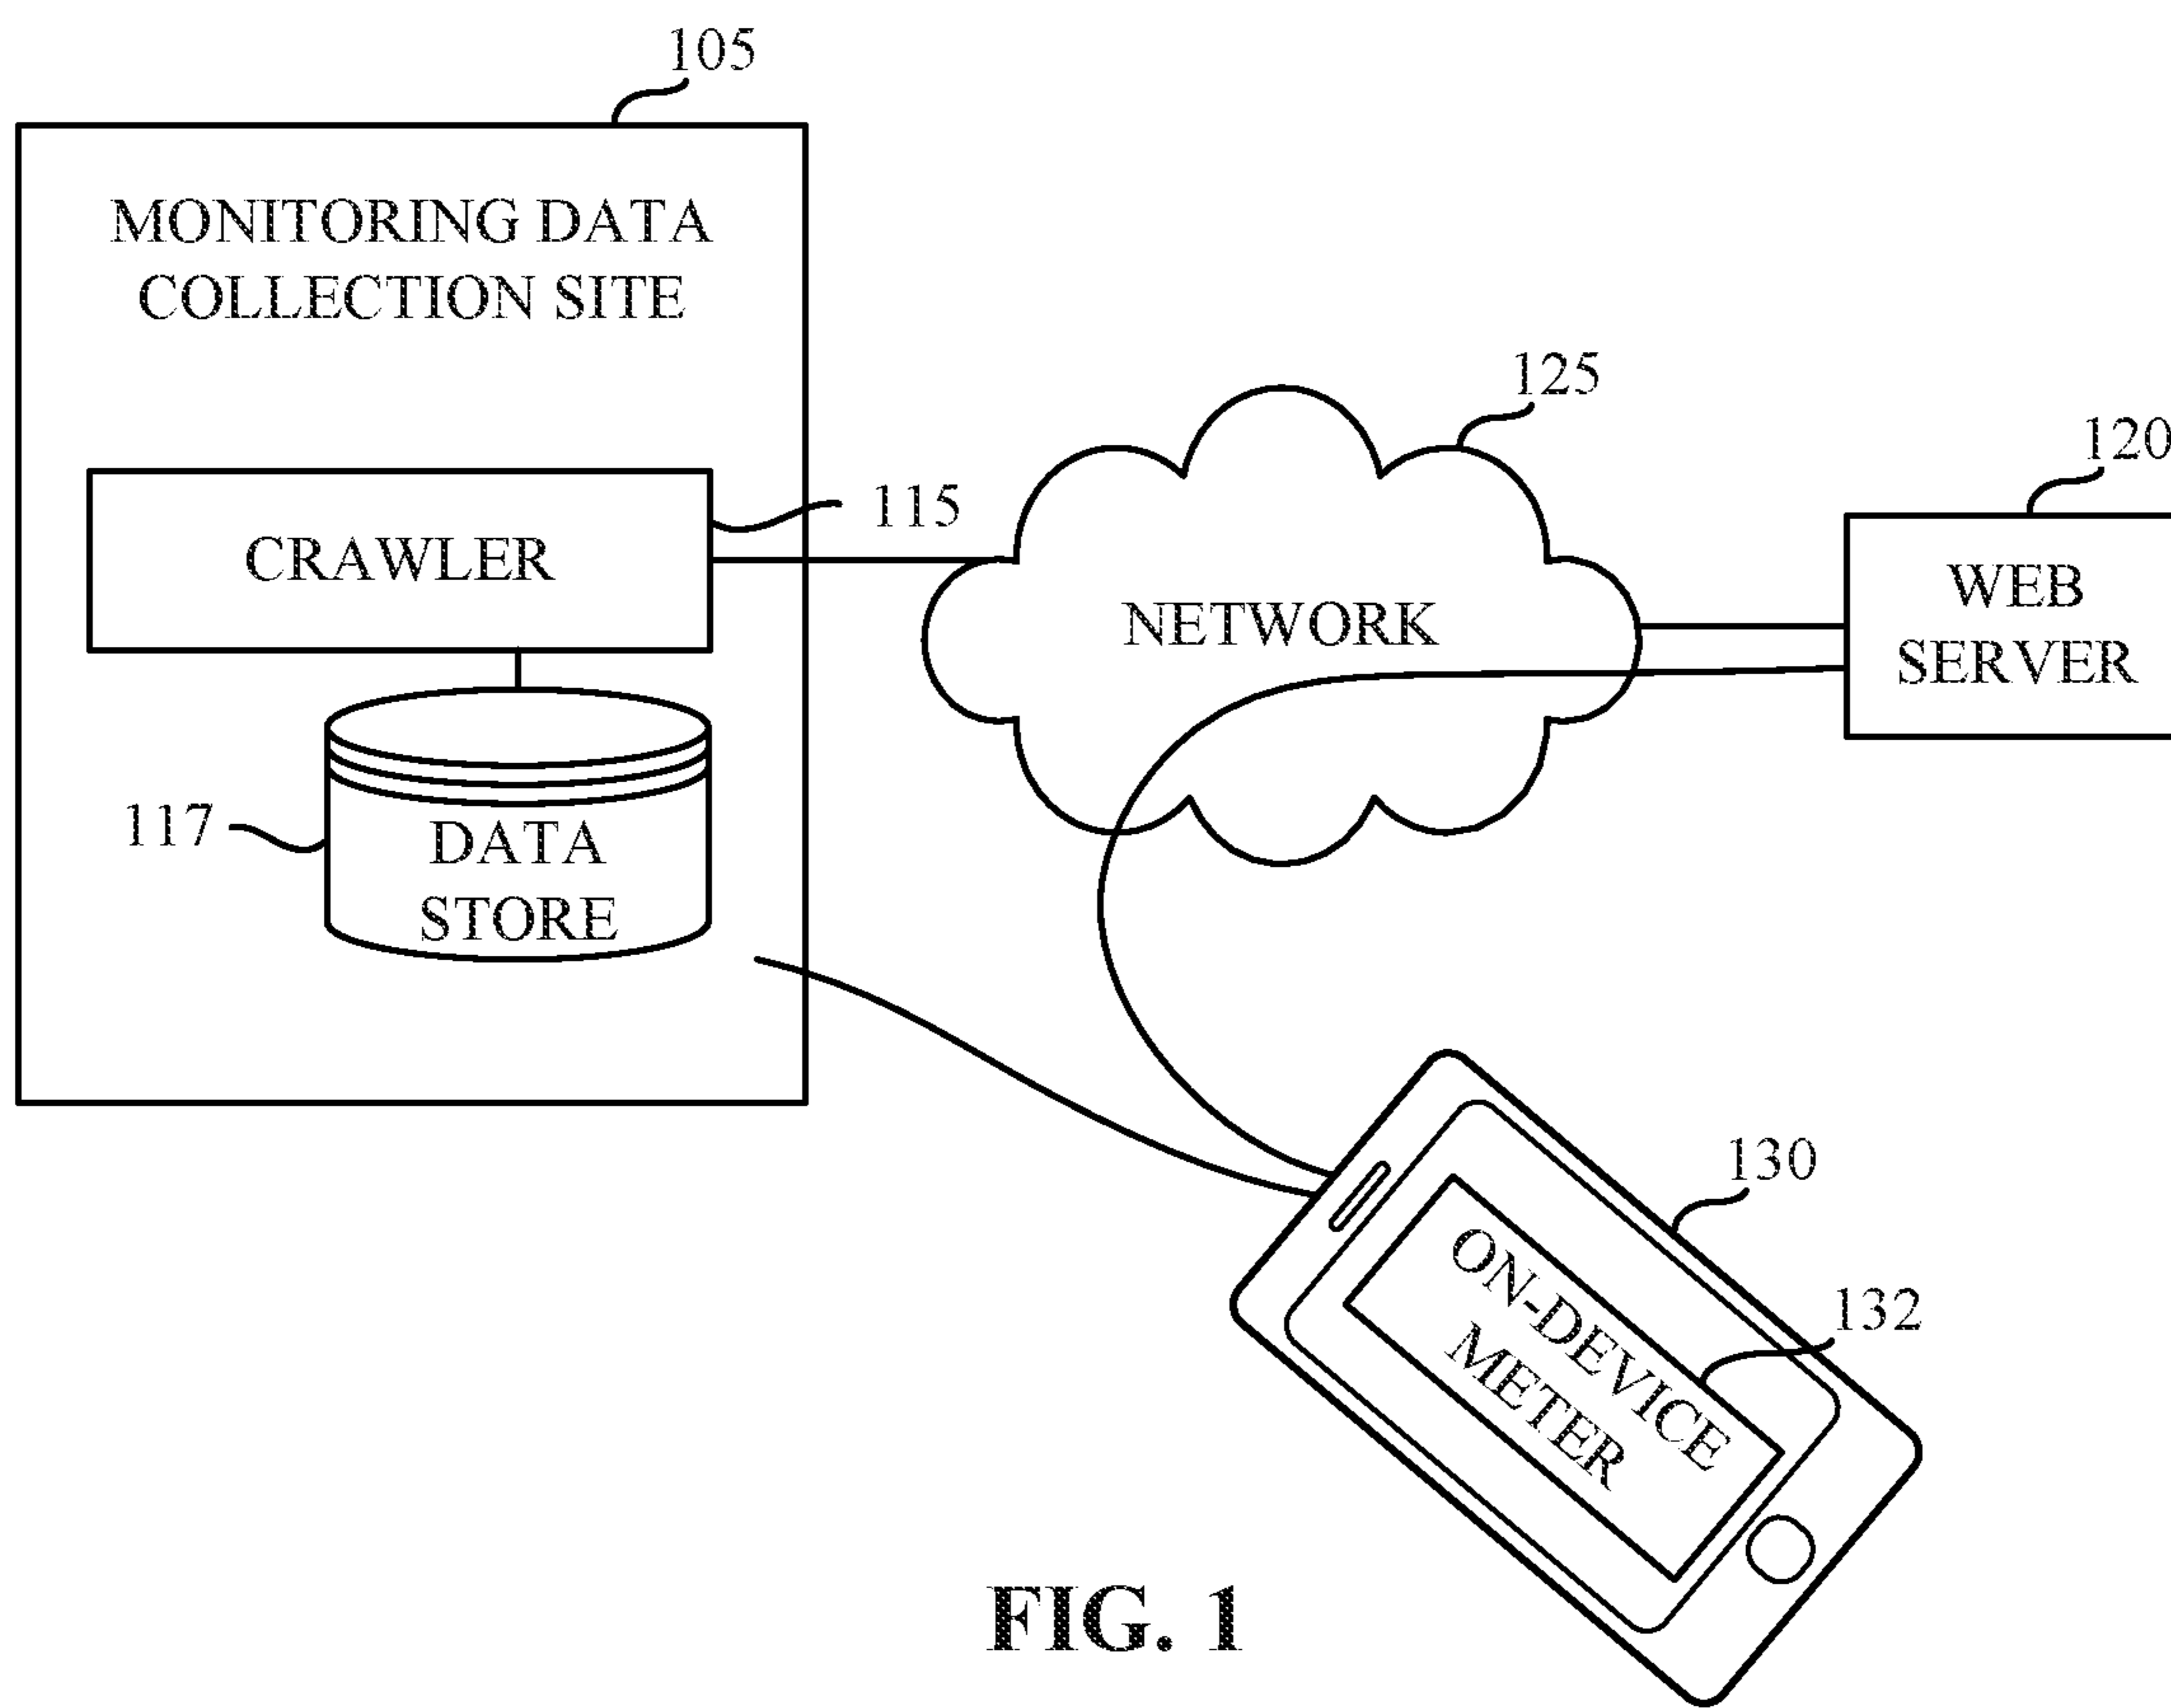 105
MONITORING DATA
COLLECTION SITE
125
120
115
CRAWLER
WEB
SERVER
NETWORK
117
DATA
STORE
130
ON-DEVICE
METER
132
FIG. 1